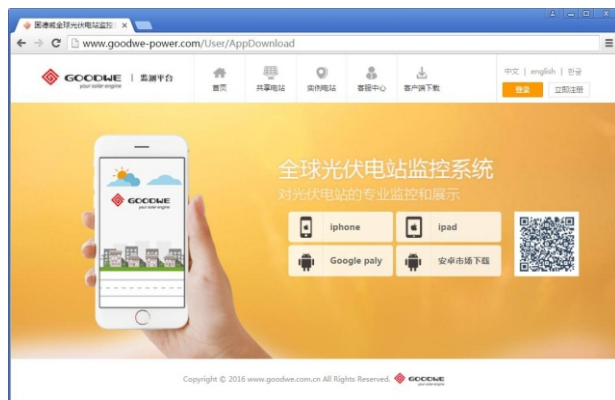 国德威全球光伏电站监控
www.goodwe-power.com/User/AppDownload
GOODWE | 监测平台
your solar engine
首页
共享电站
实例电站
客服中心
客户端下载
中文 | english | 한글
登录
立即注册
全球光伏电站监控系统
对光伏电站的专业监控和展示
GOODWE
your solar engine
iphone
ipad
Google paly
安卓市场下载
Copyright © 2016 www.goodwe.com.cn All Rights Reserved.
GOODWE
your solar engine